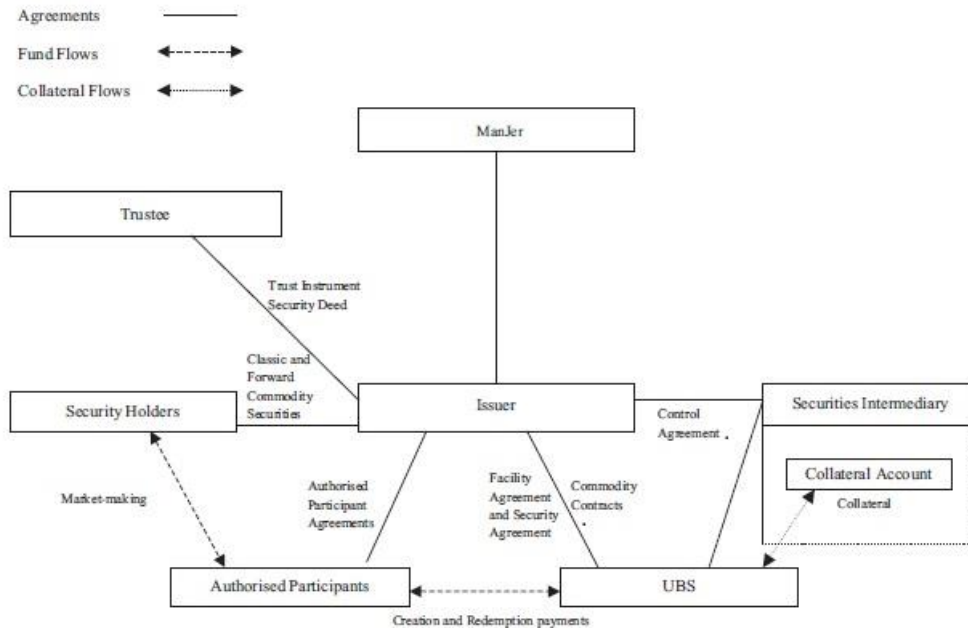 Agreements
Fund Flows
Collateral Flows
ManJer
Trustee
Trust Instrument
Security Deed
Classic and
Forward
Commodity
Securities
Security Holders
Issuer
Securities Intermediary
Control
Agreement
Collateral Account
Collateral
Market-making
Authorised
Participant
Agreements
Facility
Agreement
and Security
Agreement
Commodity
Contracts
Authorised Participants
UBS
Creation and Redemption payments